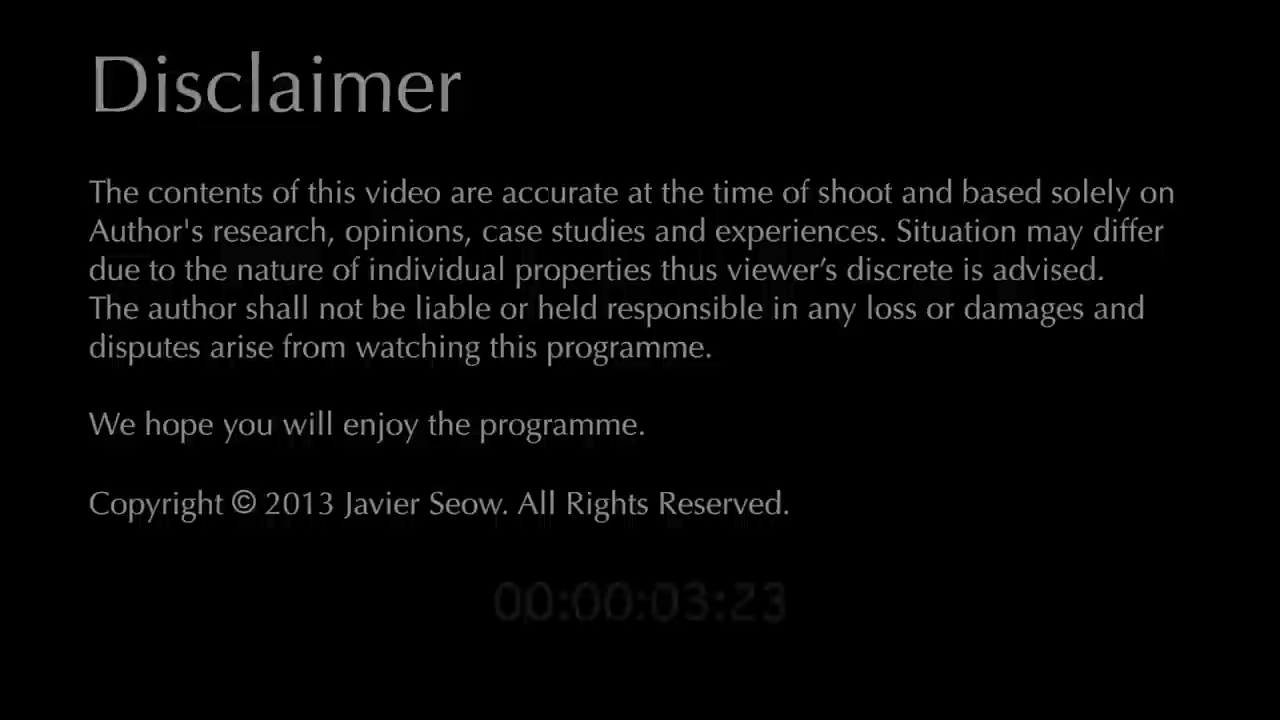 Disclaimer
The contents of this video are accurate at the time of shoot and based solely on
Author's research, opinions, case studies and experiences. Situation may differ
due to the nature of individual properties thus viewer’s discrete is advised.
The author shall not be liable or held responsible in any loss or damages and
disputes arise from watching this programme.
We hope you will enjoy the programme.
Copyright © 2013 Javier Seow. All Rights Reserved.
00:00:03:23